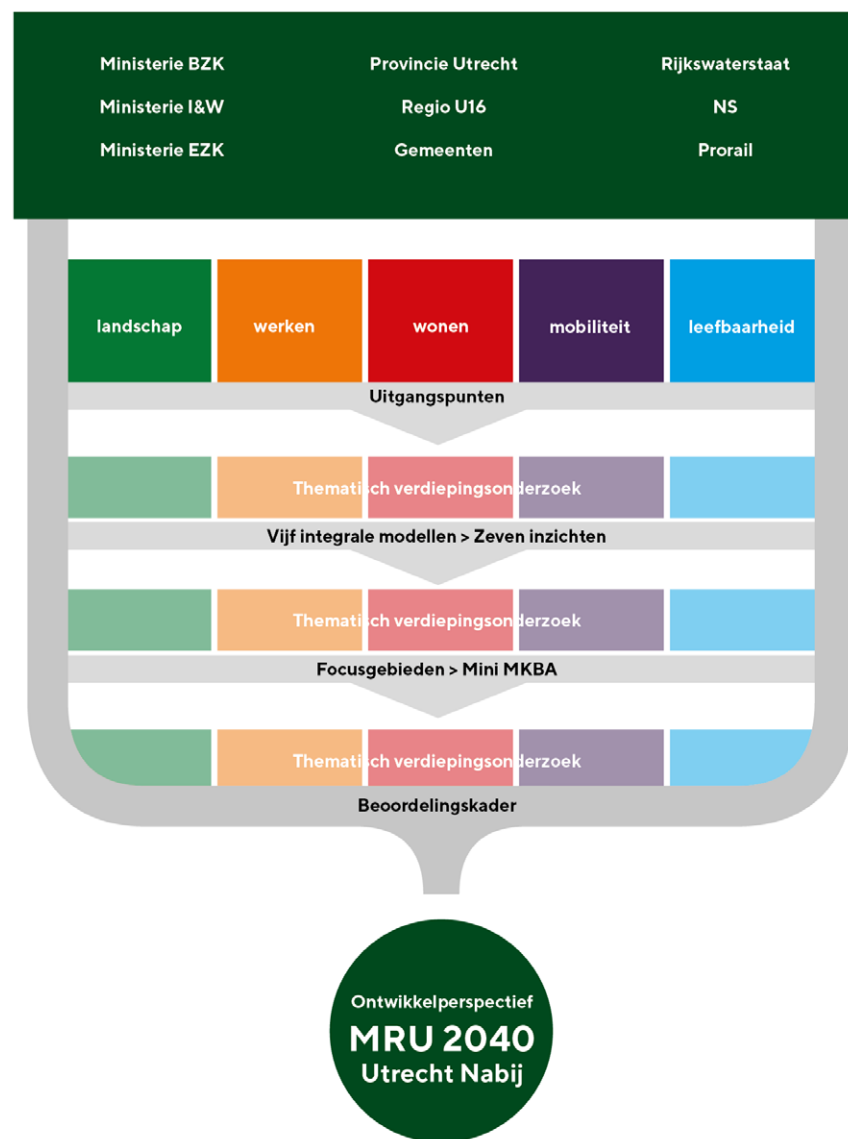 Ministerie BZK
Provincie Utrecht
Rijkswaterstaat
Ministerie I&W
Regio U16
NS
Ministerie EZK
Gemeenten
Prorail
landschap
werken
wonen
mobiliteit
leefbaarheid
Uitgangspunten
Thematisch verdiepingsonderzoek
Vijf integrale modellen > Zeven inzichten
Thematisch verdiepingsonderzoek
Focusgebieden > Mini MKBA
Thematisch verdiepingsonderzoek
Beoordelingskader
Ontwikkelperspectief
MRU 2040
Utrecht Nabij